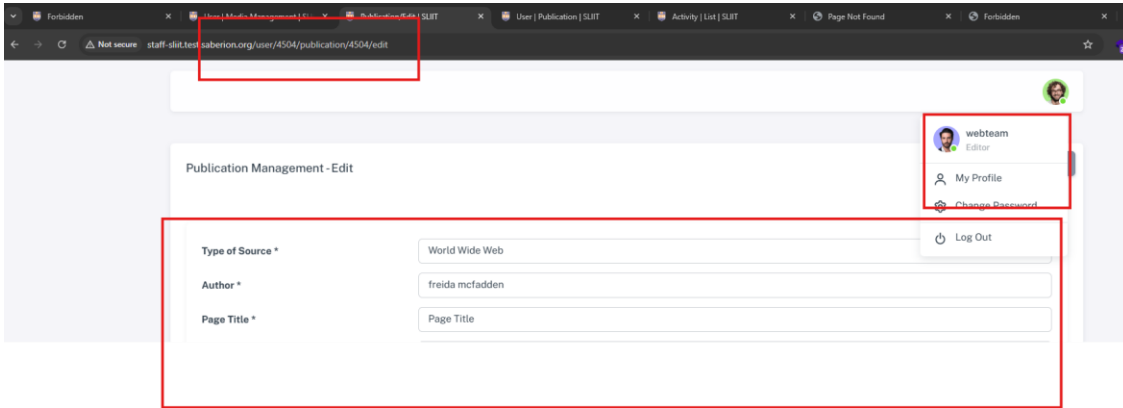 Forbidden
User | Media Management | Sl
Publication/Edit | SLIIT
User | Publication | SLIIT
Activity | List | SLIIT
Page Not Found
Forbidden
Not secure staff-sliit.test.saberion.org/user/4504/publication/4504/edit
webteam
Editor
Publication Management - Edit
My Profile
Change Password
Log Out
Type of Source * World Wide Web
Author * freida mcfadden
Page Title * Page Title